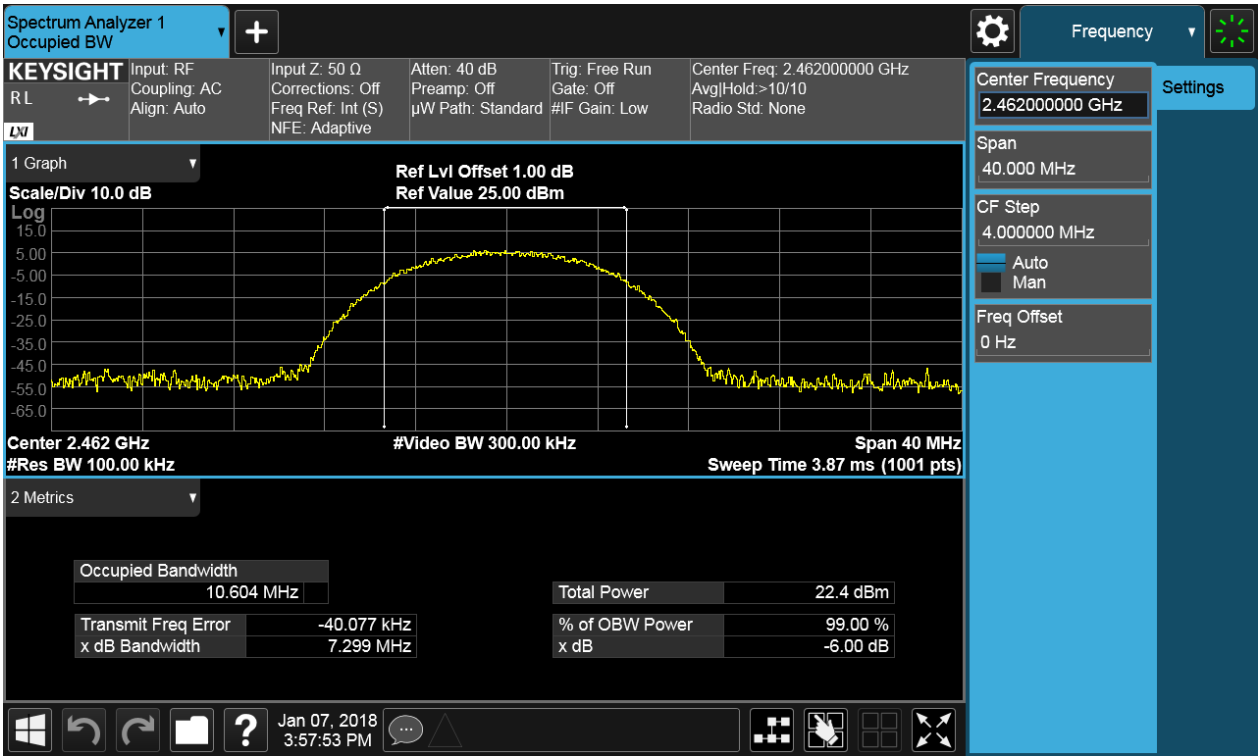 Spectrum Analyzer 1
Occupied BW
Frequency
KEYSIGHT
R L
LXI
Input: RF
Coupling: AC
Align: Auto
Input Z: 50 Ω
Corrections: Off
Freq Ref: Int (S)
NFE: Adaptive
Atten: 40 dB
Preamp: Off
µW Path: Standard
Trig: Free Run
Gate: Off
#IF Gain: Low
Center Freq: 2.462000000 GHz
Avg|Hold:>10/10
Radio Std: None
Center Frequency
2.462000000 GHz
Settings
Span
40.000 MHz
CF Step
4.000000 MHz
Auto
Man
Freq Offset
0 Hz
1 Graph
Scale/Div 10.0 dB
Ref Lvl Offset 1.00 dB
Ref Value 25.00 dBm
Log
15.0
5.00
-5.00
-15.0
-25.0
-35.0
-45.0
-55.0
-65.0
Center 2.462 GHz
#Video BW 300.00 kHz
Span 40 MHz
#Res BW 100.00 kHz
Sweep Time 3.87 ms (1001 pts)
2 Metrics
Occupied Bandwidth
10.604 MHz
Total Power 22.4 dBm
Transmit Freq Error -40.077 kHz
% of OBW Power 99.00 %
x dB Bandwidth 7.299 MHz
x dB -6.00 dB
?
Jan 07, 2018
3:57:53 PM